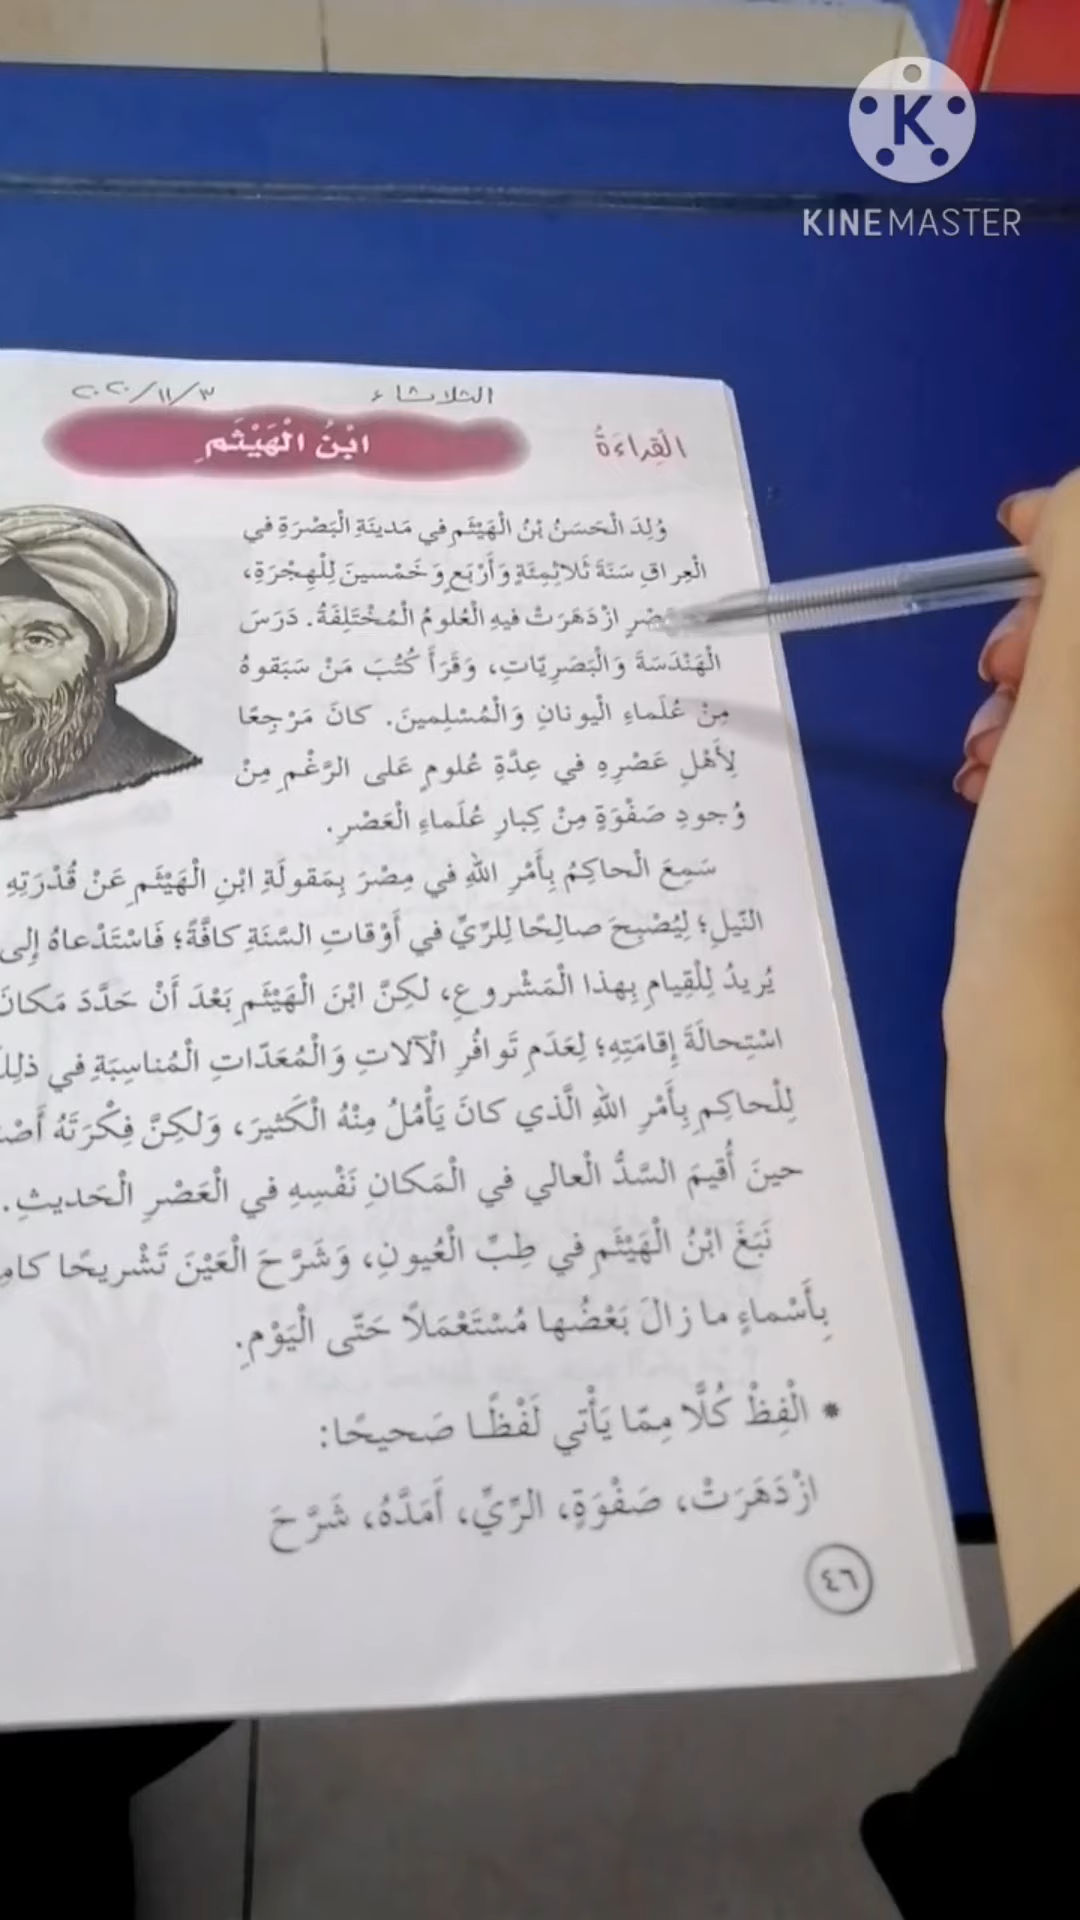 KINEMASTER
الثلاثاء ٢٠٢٠/١١/٣
الْقِراءَةُ
ابْنُ الْهَيْثَمِ
وُلِدَ الْحَسَنُ بْنُ الْهَيْثَمِ في مَدينَةِ الْبَصْرَةِ في
الْعِراقِ سَنَةَ ثَلاثِمِئَةٍ وَأَرْبَعٍ وَخَمْسينَ لِلْهِجْرَةِ،
ازْدَهَرَتْ فيهِ الْعُلومُ الْمُخْتَلِفَةُ. دَرَسَ
الْهَنْدَسَةَ وَالْبَصَرِيّاتِ، وَقَرَأَ كُتُبَ مَنْ سَبَقوهُ
مِنْ عُلَماءِ الْيونانِ وَالْمُسْلِمينَ. كانَ مَرْجِعًا
لِأَهْلِ عَصْرِهِ في عِدَّةِ عُلومٍ عَلى الرَّغْمِ مِنْ
وُجودِ صَفْوَةٍ مِنْ كِبارِ عُلَماءِ الْعَصْرِ.
سَمِعَ الْحاكِمُ بِأَمْرِ اللهِ في مِصْرَ بِمَقولَةِ ابْنِ الْهَيْثَمِ عَنْ قُدْرَتِهِ
النّيلِ؛ لِيُصْبِحَ صالِحًا لِلرِّيِّ في أَوْقاتِ السَّنَةِ كافَّةً؛ فَاسْتَدْعاهُ إِلى
يُريدُ لِلْقِيامِ بِهذا الْمَشْروعِ، لكِنَّ ابْنَ الْهَيْثَمِ بَعْدَ أَنْ حَدَّدَ مَكانَ
اسْتِحالَةَ إِقامَتِهِ؛ لِعَدَمِ تَوافُرِ الْآلاتِ وَالْمُعَدّاتِ الْمُناسِبَةِ في
لِلْحاكِمِ بِأَمْرِ اللهِ الَّذي كانَ يَأْمُلُ مِنْهُ الْكَثيرَ، وَلكِنَّ فِكْرَتَهُ
حينَ أُقيمَ السَّدُّ الْعالي في الْمَكانِ نَفْسِهِ في الْعَصْرِ الْحَديثِ.
نَبَغَ ابْنُ الْهَيْثَمِ في طِبِّ الْعُيونِ، وَشَرَّحَ الْعَيْنَ تَشْريحًا
بِأَسْماءٍ ما زالَ بَعْضُها مُسْتَعْمَلًا حَتّى الْيَوْمِ.
* الْفِظْ كُلًّا مِمّا يَأْتي لَفْظًا صَحيحًا:
ازْدَهَرَتْ، صَفْوَةٍ، الرِّيِّ، أَمَدَّهُ، شَرَّحَ
٤٦